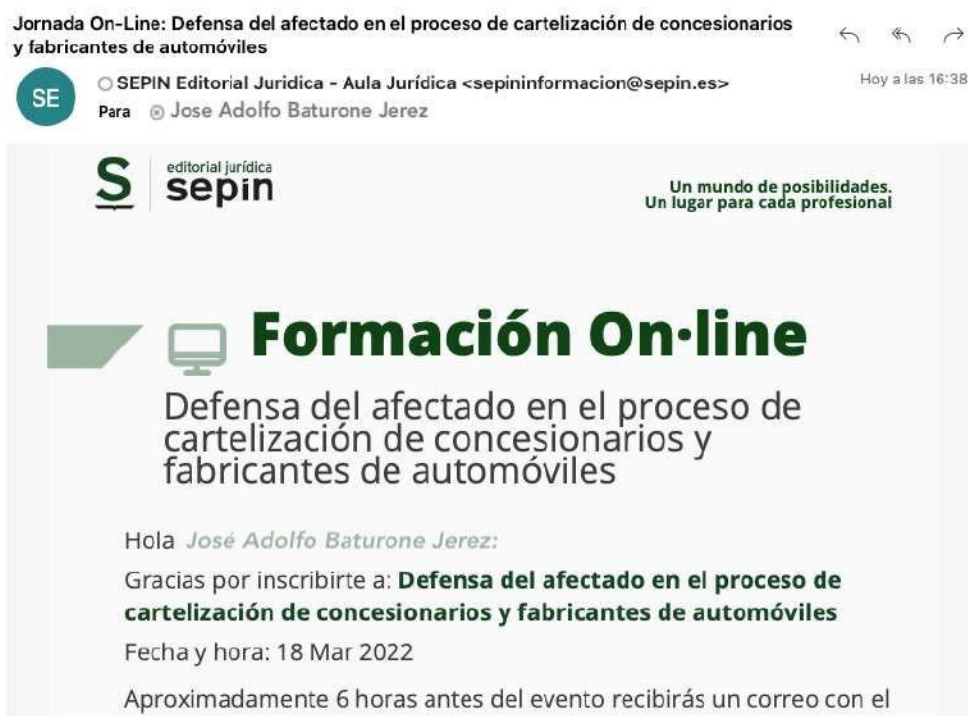 Jornada On-Line: Defensa del afectado en el proceso de cartelización de concesionarios
y fabricantes de automóviles
SE
SEPIN Editorial Juridica - Aula Jurídica <sepininformacion@sepin.es>
Hoy a las 16:38
Para Jose Adolfo Baturone Jerez
S
editorial jurídica
sepin
Un mundo de posibilidades.
Un lugar para cada profesional
Formación On·line
Defensa del afectado en el proceso de
cartelización de concesionarios y
fabricantes de automóviles
Hola José Adolfo Baturone Jerez:
Gracias por inscribirte a: Defensa del afectado en el proceso de
cartelización de concesionarios y fabricantes de automóviles
Fecha y hora: 18 Mar 2022
Aproximadamente 6 horas antes del evento recibirás un correo con el